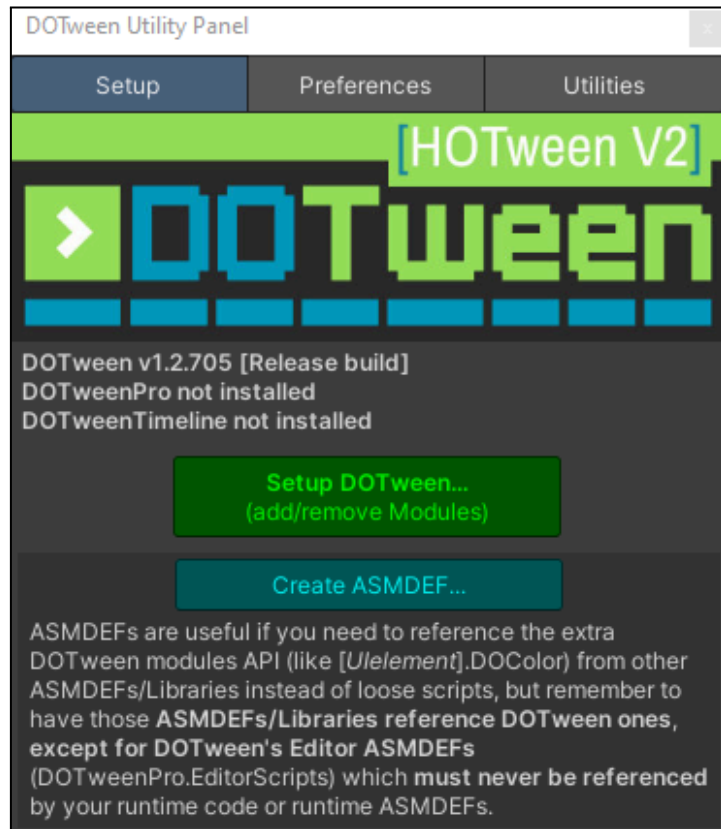 DOTween Utility Panel
x
Setup Preferences Utilities
[HOTween V2]
DOTween
DOTween v1.2.705 [Release build]
DOTweenPro not installed
DOTweenTimeline not installed
Setup DOTween...
(add/remove Modules)
Create ASMDEF...
ASMDEFs are useful if you need to reference the extra
DOTween modules API (like [UIelement].DOColor) from other
ASMDEFs/Libraries instead of loose scripts, but remember to
have those ASMDEFs/Libraries reference DOTween ones,
except for DOTween's Editor ASMDEFs
(DOTweenPro.EditorScripts) which must never be referenced
by your runtime code or runtime ASMDEFs.